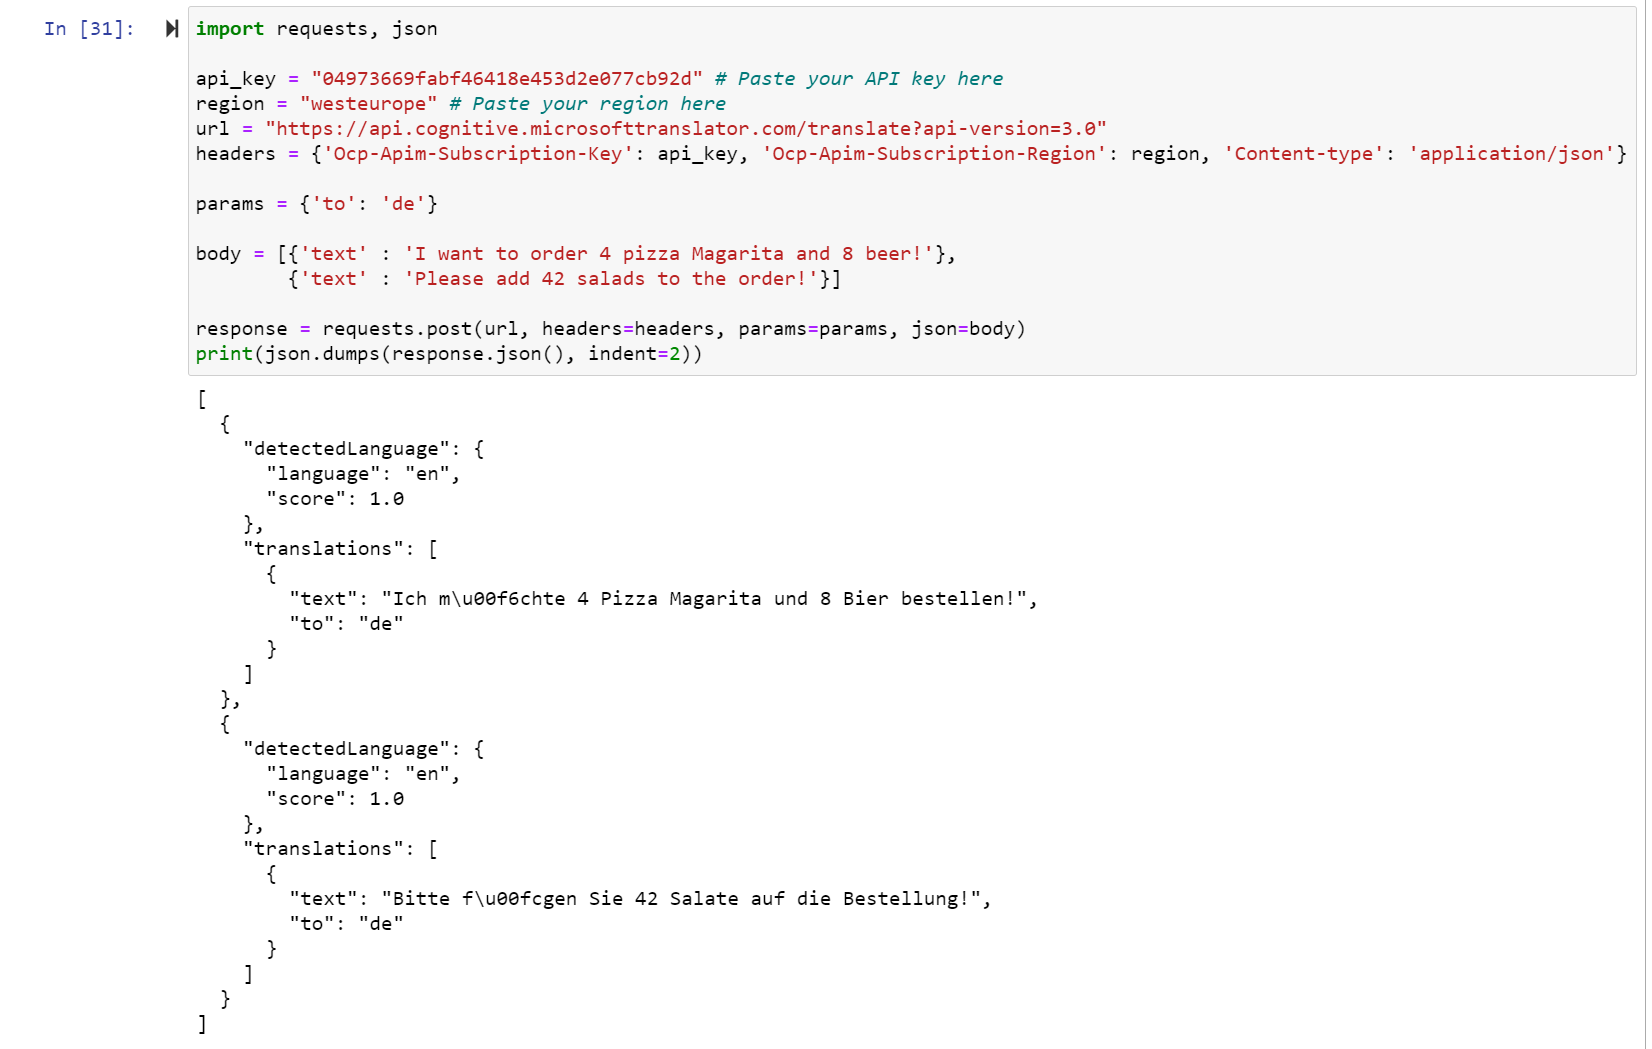 In [31]:
import requests, json
api_key = "04973669fabf46418e453d2e077cb92d" # Paste your API key here
region = "westeurope" # Paste your region here
url = "https://api.cognitive.microsofttranslator.com/translate?api-version=3.0"
headers = {'Ocp-Apim-Subscription-Key': api_key, 'Ocp-Apim-Subscription-Region': region, 'Content-type': 'application/json'}
params = {'to': 'de'}
body = [{'text' : 'I want to order 4 pizza Magarita and 8 beer!'},
        {'text' : 'Please add 42 salads to the order!'}]
response = requests.post(url, headers=headers, params=params, json=body)
print(json.dumps(response.json(), indent=2))
[
  {
    "detectedLanguage": {
      "language": "en",
      "score": 1.0
    },
    "translations": [
      {
        "text": "Ich m\u00f6chte 4 Pizza Magarita und 8 Bier bestellen!",
        "to": "de"
      }
    ]
  },
  {
    "detectedLanguage": {
      "language": "en",
      "score": 1.0
    },
    "translations": [
      {
        "text": "Bitte f\u00fcgen Sie 42 Salate auf die Bestellung!",
        "to": "de"
      }
    ]
  }
]